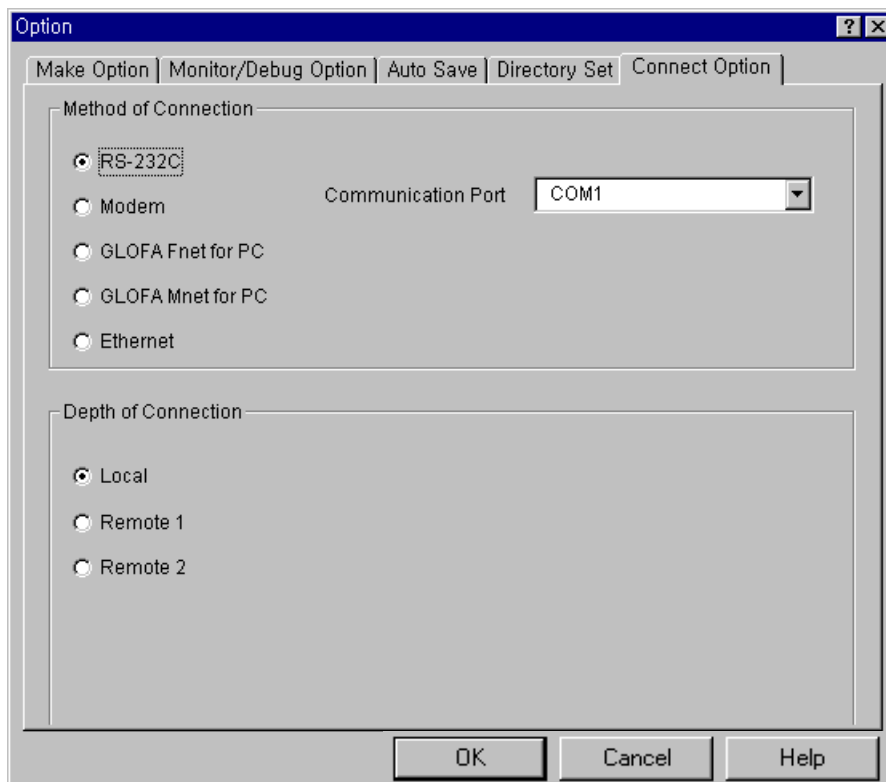 Option
Make Option Monitor/Debug Option Auto Save Directory Set Connect Option
Method of Connection
RS-232C
Modem
Communication Port COM1
GLOFA Fnet for PC
GLOFA Mnet for PC
Ethernet
Depth of Connection
Local
Remote 1
Remote 2
OK Cancel Help